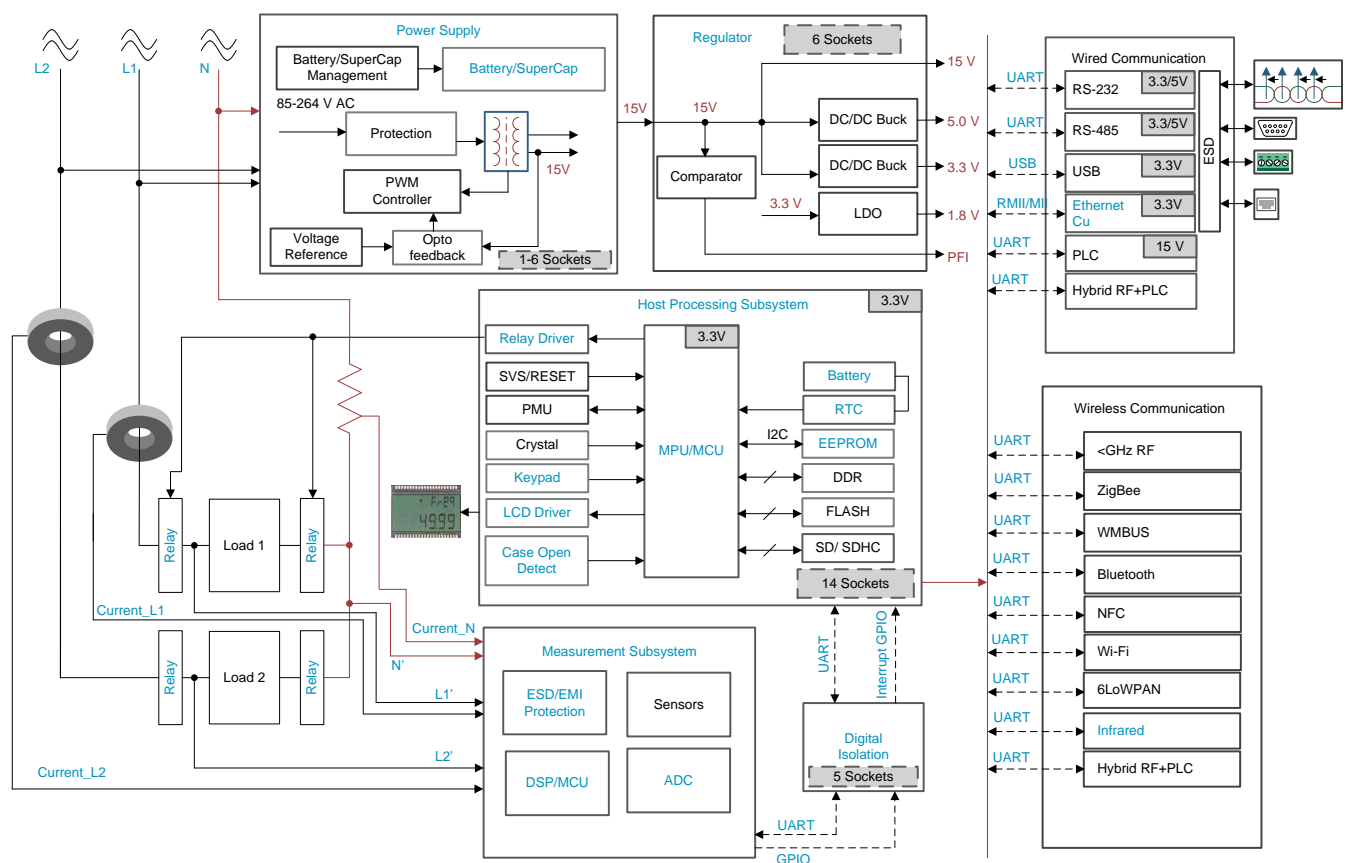 L2
L1
N
Power Supply
Battery/SuperCap
Management
Battery/SuperCap
85-264 V AC
Protection
15V
PWM
Controller
Voltage
Reference
Opto
feedback
1-6 Sockets
15V
Regulator
6 Sockets
15V
15 V
DC/DC Buck
5.0 V
Comparator
DC/DC Buck
3.3 V
3.3 V
LDO
1.8 V
PFI
Wired Communication
UART
RS-232
3.3/5V
UART
RS-485
3.3/5V
USB
USB
3.3V
RMII/MII
Ethernet
Cu
3.3V
UART
PLC
15 V
UART
Hybrid RF+PLC
ESD
Host Processing Subsystem
3.3V
Relay Driver
SVS/RESET
PMU
Crystal
Keypad
LCD Driver
Case Open
Detect
3.3V
MPU/MCU
Battery
RTC
I2C
EEPROM
DDR
FLASH
SD/ SDHC
14 Sockets
Freq
49.99
Relay
Load 1
Relay
Current_L1
Relay
Load 2
Relay
Current_L2
Current_N
N'
L1'
L2'
Measurement Subsystem
ESD/EMI
Protection
Sensors
DSP/MCU
ADC
UART
Interrupt GPIO
Digital
Isolation
5 Sockets
UART
GPIO
Wireless Communication
UART
<GHz RF
UART
ZigBee
UART
WMBUS
UART
Bluetooth
UART
NFC
UART
Wi-Fi
UART
6LoWPAN
UART
Infrared
UART
Hybrid RF+PLC